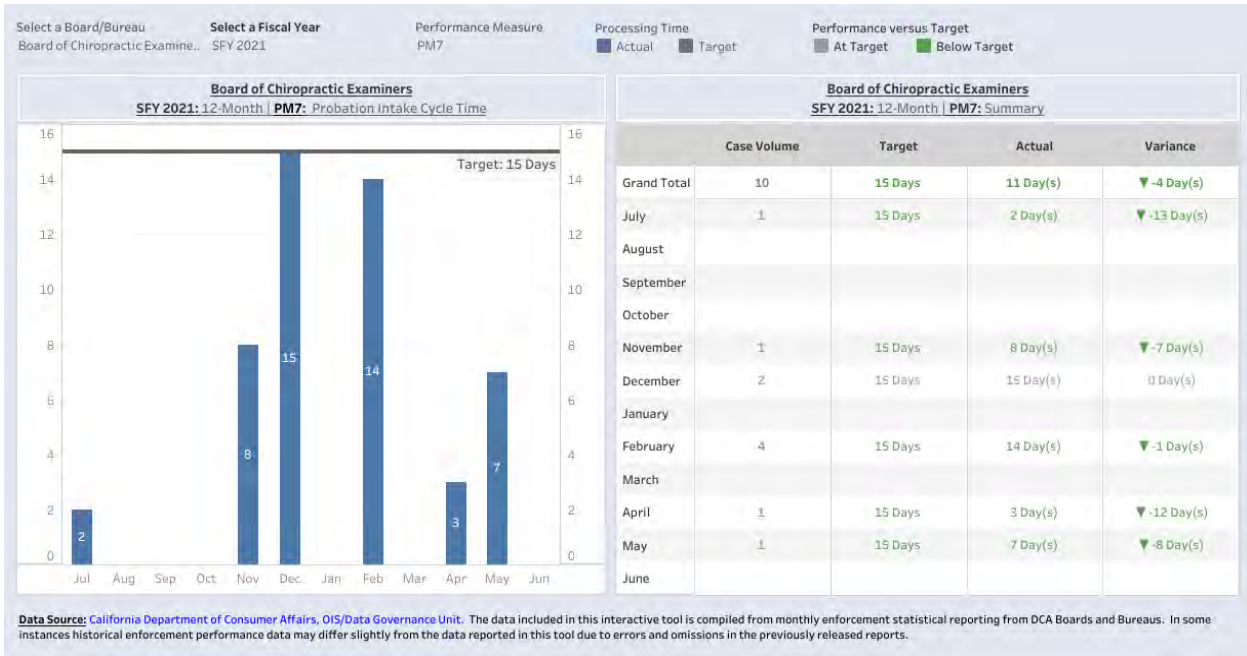 Select a Board/Bureau Select a Fiscal Year Performance Measure Processing Time Performance versus Target
Board of Chiropractic Examine.. SFY 2021 PM7 Actual Target At Target Below Target
Board of Chiropractic Examiners
SFY 2021: 12-Month | PM7: Probation Intake Cycle Time
16 16
Target: 15 Days
14 14
12 12
10 10
8 8
6 6
4 4
2 2
0 0
2 8 15 14 3 7
Jul Aug Sep Oct Nov Dec Jan Feb Mar Apr May Jun
Board of Chiropractic Examiners
SFY 2021: 12-Month | PM7: Summary
Case Volume Target Actual Variance
Grand Total 10 15 Days 11 Day(s) ▼ -4 Day(s)
July 1 15 Days 2 Day(s) ▼ -13 Day(s)
August
September
October
November 1 15 Days 8 Day(s) ▼ -7 Day(s)
December 2 15 Days 15 Day(s) 0 Day(s)
January
February 4 15 Days 14 Day(s) ▼ -1 Day(s)
March
April 1 15 Days 3 Day(s) ▼ -12 Day(s)
May 1 15 Days 7 Day(s) ▼ -8 Day(s)
June
Data Source: California Department of Consumer Affairs, OIS/Data Governance Unit. The data included in this interactive tool is compiled from monthly enforcement statistical reporting from DCA Boards and Bureaus. In some
instances historical enforcement performance data may differ slightly from the data reported in this tool due to errors and omissions in the previously released reports.